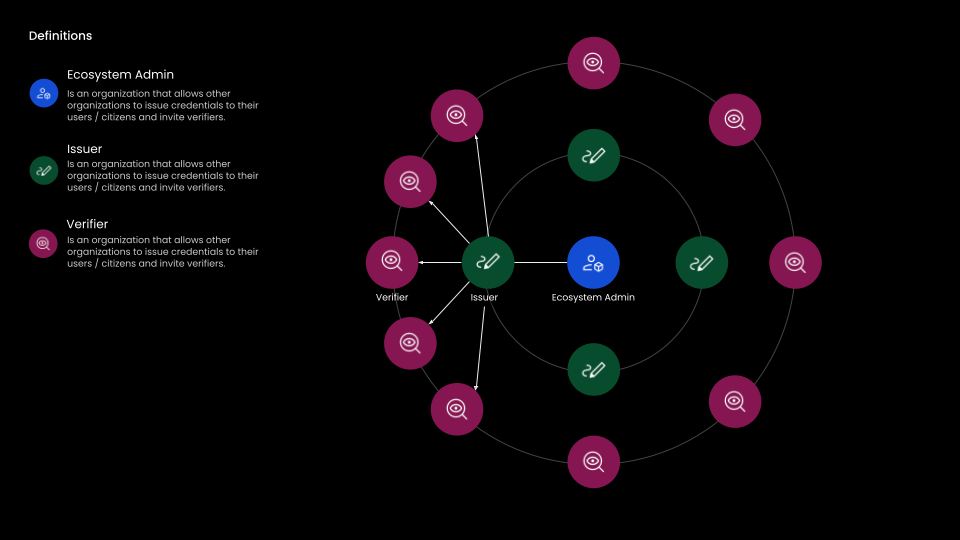 Definitions
Ecosystem Admin
Is an organization that allows other
organizations to issue credentials to their
users / citizens and invite verifiers.
Issuer
Is an organization that allows other
organizations to issue credentials to their
users / citizens and invite verifiers.
Verifier
Is an organization that allows other
organizations to issue credentials to their
users / citizens and invite verifiers.
Verifier
Issuer
Ecosystem Admin